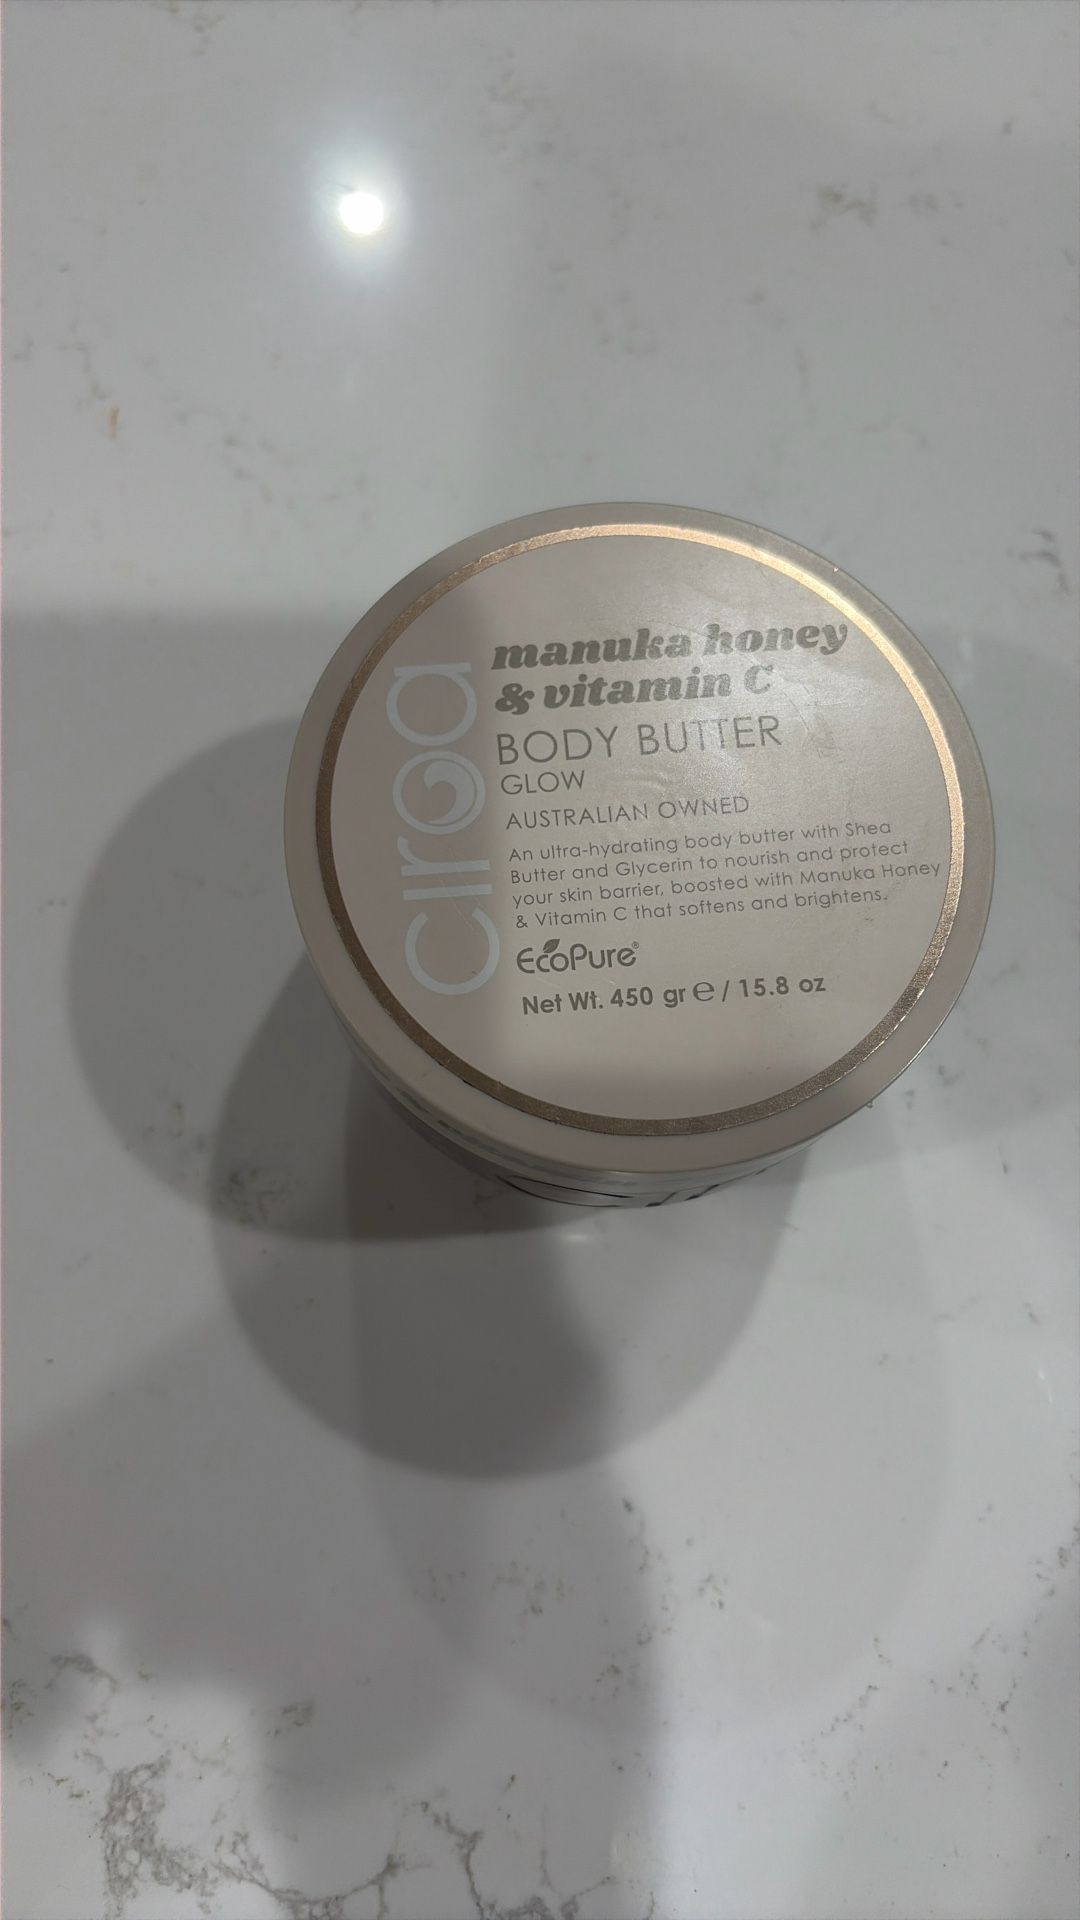 ciroa
manuka honey
& vitamin C
BODY BUTTER
GLOW
AUSTRALIAN OWNED
An ultra-hydrating body butter with Shea
Butter and Glycerin to nourish and protect
your skin barrier, boosted with Manuka Honey
& Vitamin C that softens and brightens.
EcoPure®
Net Wt. 450 gr ℮ / 15.8 oz